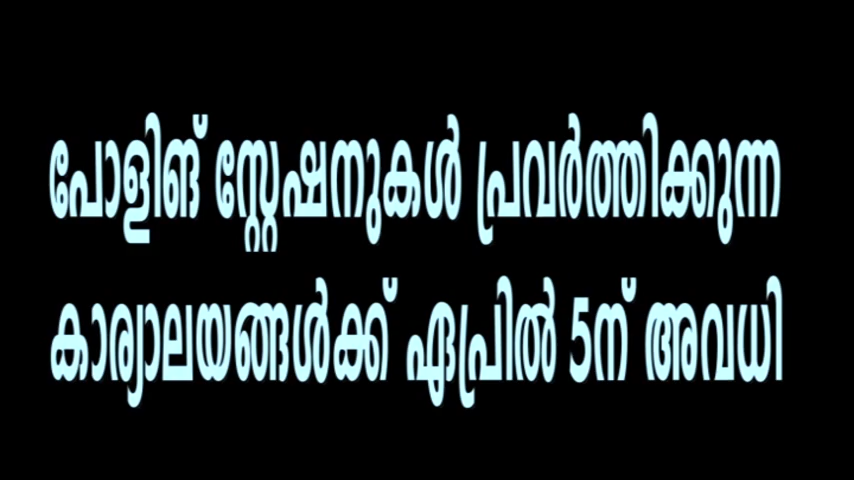 പോളിങ് സ്റ്റേഷനുകൾ പ്രവർത്തിക്കുന്ന
കാര്യാലയങ്ങൾക്ക് ഏപ്രിൽ 5ന് അവധി